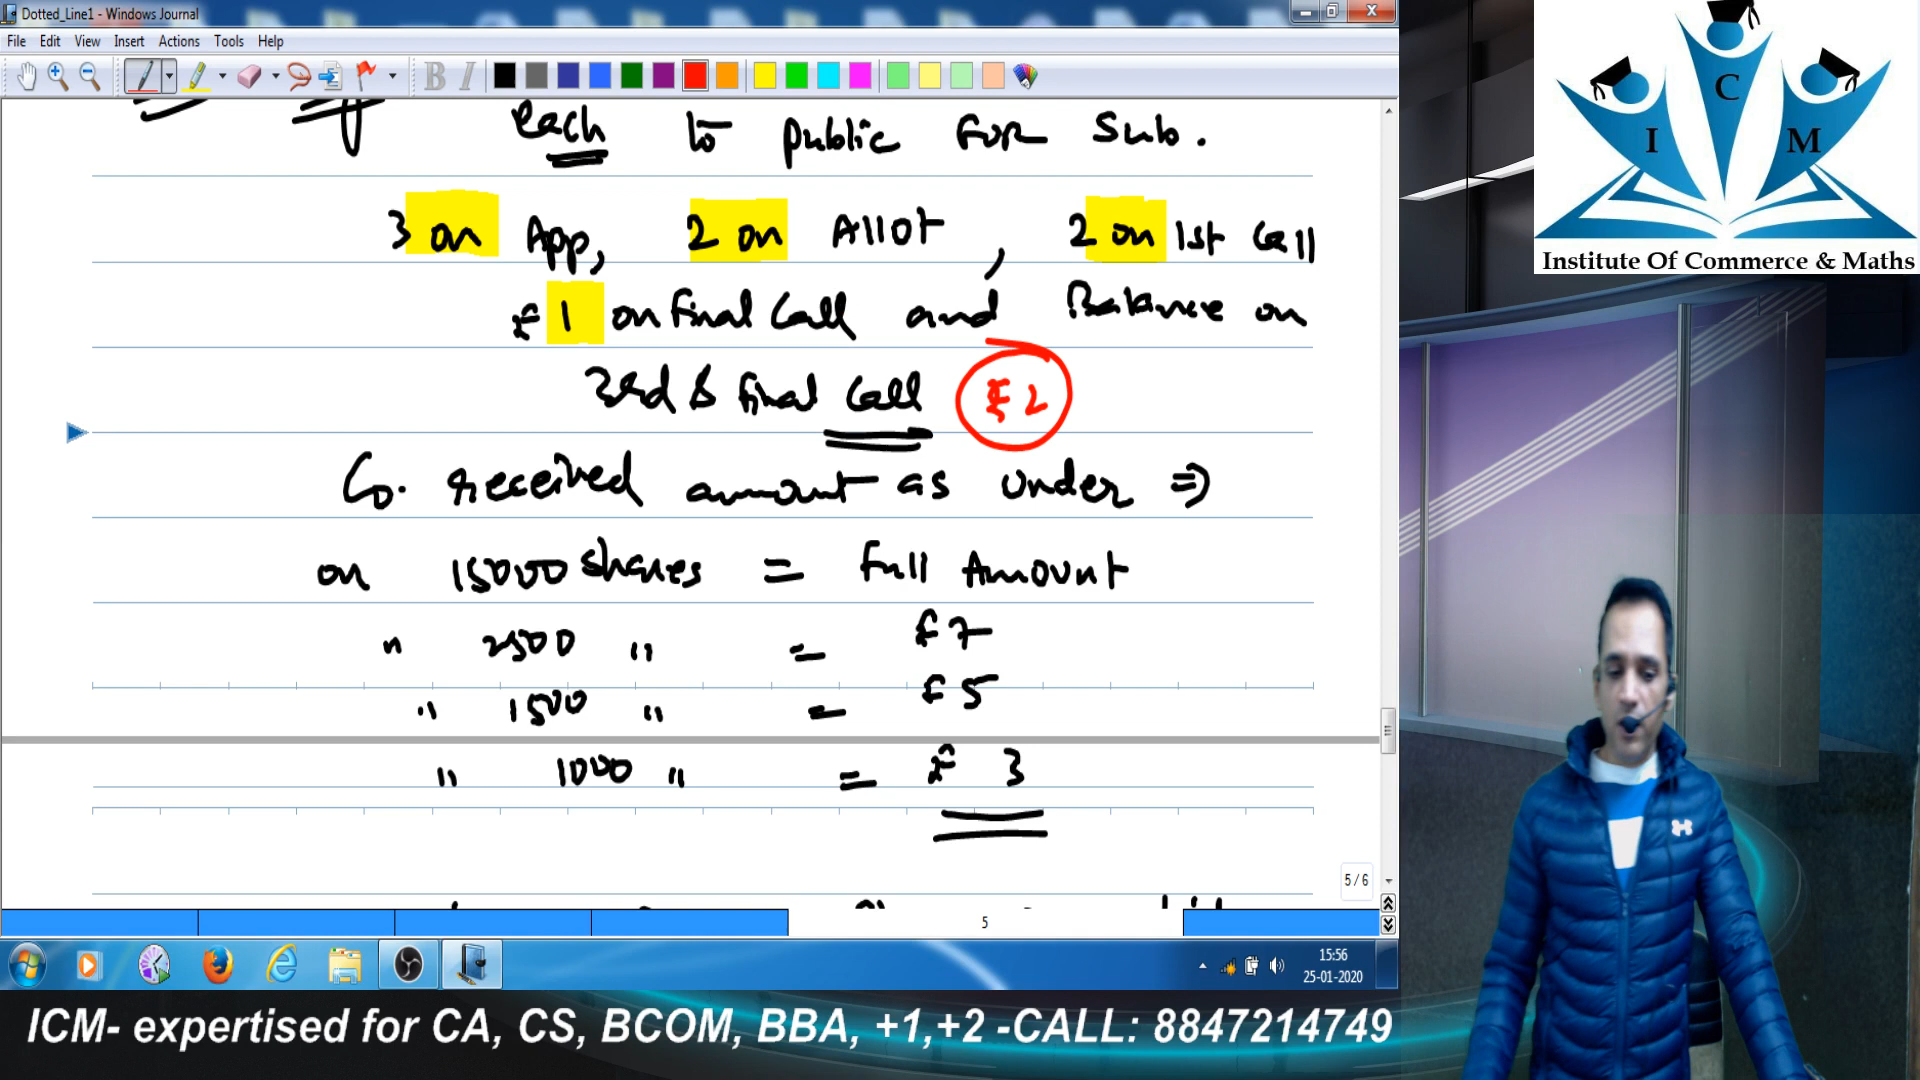 Dotted_Line1 - Windows Journal
File Edit View Insert Actions Tools Help
B I
each to public for Sub.
3 on App, 2 on Allot, 2 on 1st Call
₹ 1 on final Call and Balance on
3rd & final Call ₹ 2
Co. received amount as under ⇒
on 15000 shares = Full Amount
" 2500 " = ₹ 7
" 1500 " = ₹ 5
" 1000 " = ₹ 3
5 / 6
5
15:56
25-01-2020
I C M
Institute Of Commerce & Maths
ICM- expertised for CA, CS, BCOM, BBA, +1,+2 -CALL: 8847214749